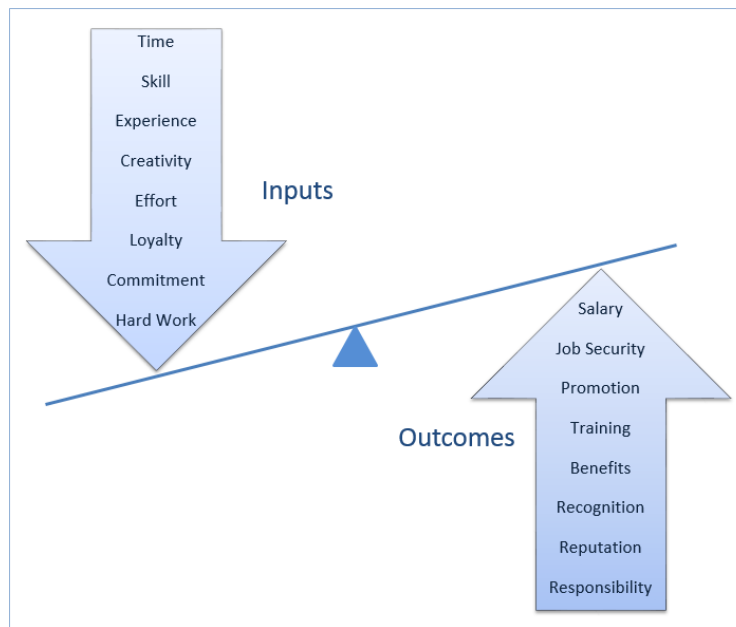 Time
Skill
Experience
Creativity
Effort
Loyalty
Commitment
Hard Work
Inputs
Outcomes
Salary
Job Security
Promotion
Training
Benefits
Recognition
Reputation
Responsibility